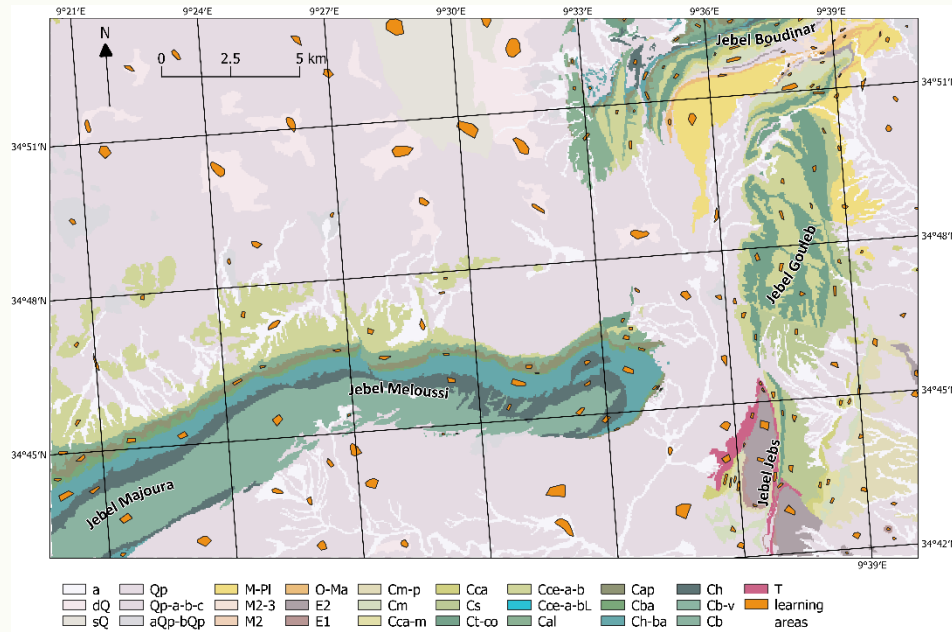 9°21'E 9°24'E 9°27'E 9°30'E 9°33'E 9°36'E 9°39'E
N
0 2.5 5 km
Jebel Boudinar
34°51'N
34°51'N
34°48'N
Jebel Gouleb
34°48'N
34°45'N
Jebel Meloussi
34°45'N
Jebel Jebs
Jebel Majoura
34°42'N
9°39'E
a Qp M-Pl O-Ma Cm-p Cca Cce-a-b Cap Ch T
dQ Qp-a-b-c M2-3 E2 Cm Cs Cce-a-bL Cba Cb-v learning
sQ aQp-bQp M2 E1 Cca-m Ct-co Cal Ch-ba Cb areas